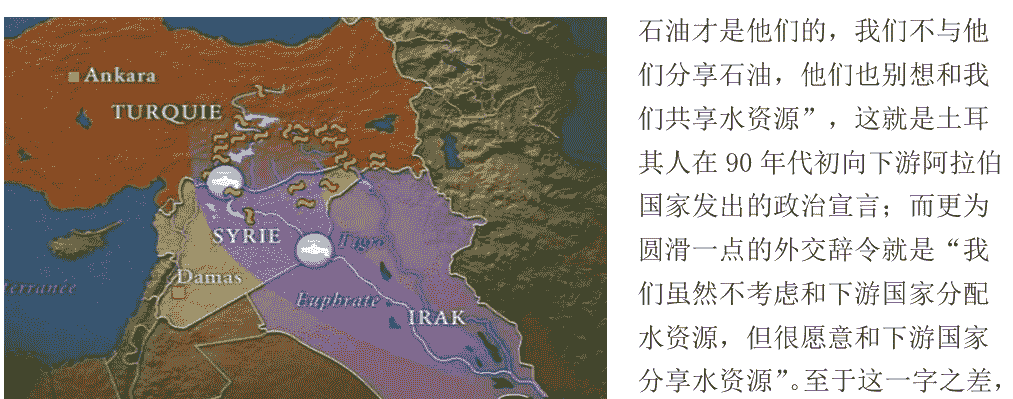 Ankara
TURQUIE
SYRIE
Tigre
Damas
terranée
Euphrate
IRAK
石油才是他们的，我们不与他
们分享石油，他们也别想和我
们共享水资源”，这就是土耳
其人在 90 年代初向下游阿拉伯
国家发出的政治宣言；而更为
圆滑一点的外交辞令就是“我
们虽然不考虑和下游国家分配
水资源，但很愿意和下游国家
分享水资源”。至于这一字之差，